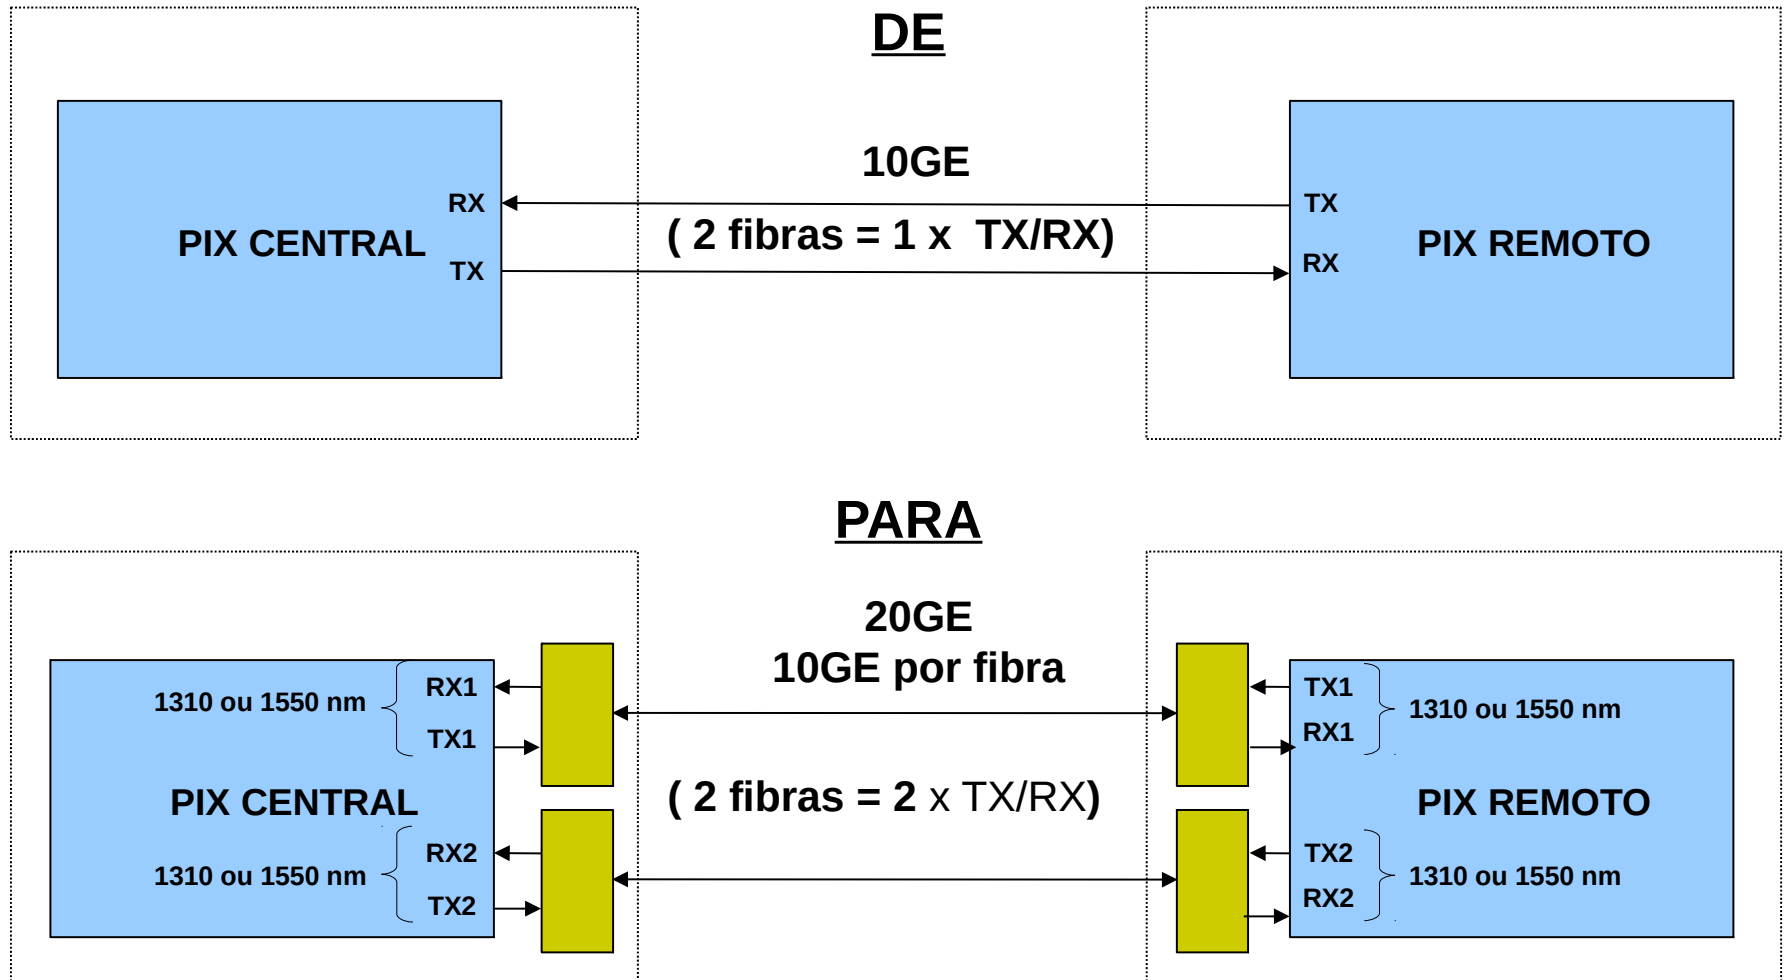 DE
10GE
RX
TX
( 2 fibras = 1 x TX/RX)
PIX CENTRAL
PIX REMOTO
TX
RX
PARA
20GE
10GE por fibra
RX1
TX1
1310 ou 1550 nm
1310 ou 1550 nm
TX1
RX1
PIX CENTRAL
( 2 fibras = 2 x TX/RX)
PIX REMOTO
RX2
TX2
1310 ou 1550 nm
1310 ou 1550 nm
TX2
RX2